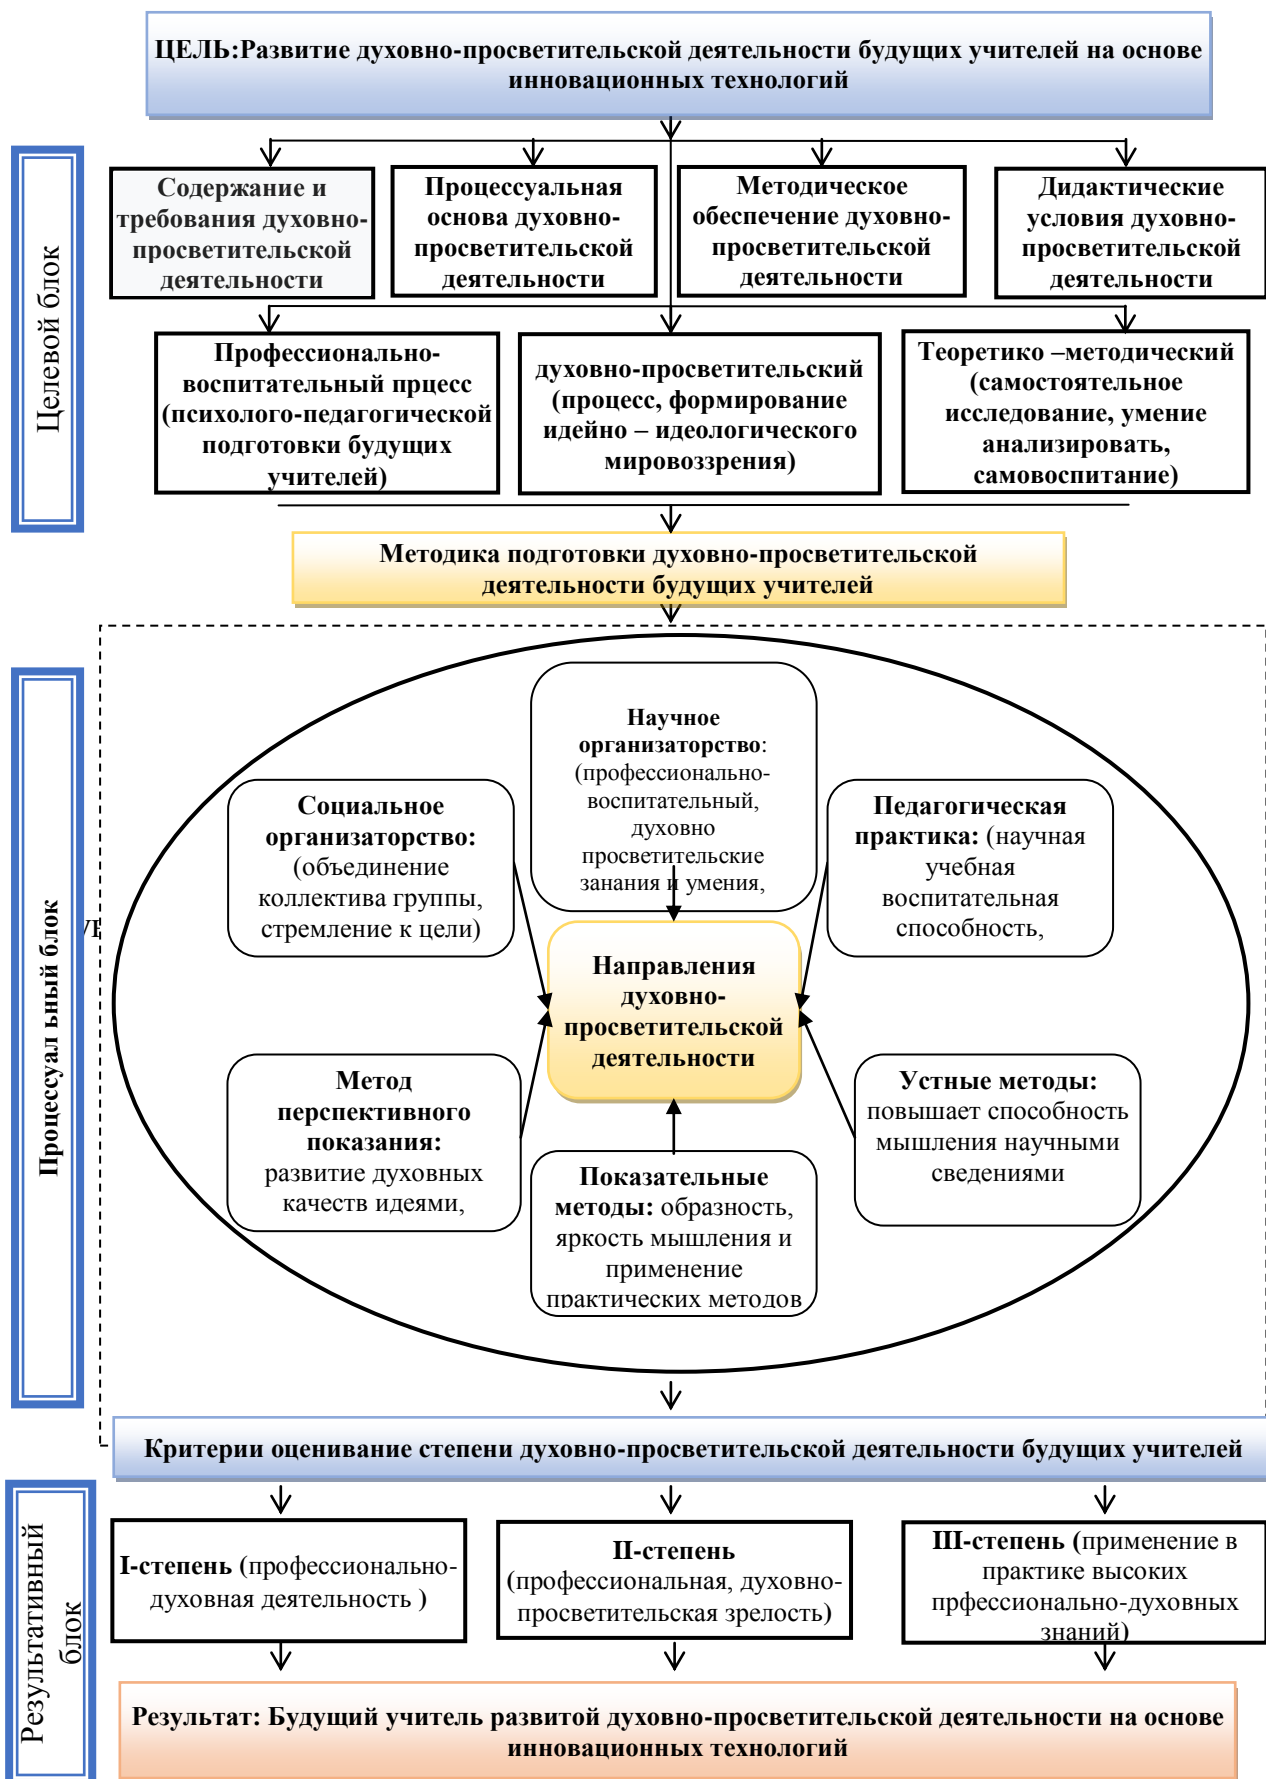 ЦЕЛЬ:Развитие духовно-просветительской деятельности будущих учителей на основе
инновационных технологий
Целевой блок
Содержание и
требования духовно-
просветительской
деятельности
Процессуальная
основа духовно-
просветительской
деятельности
Методическое
обеспечение духовно-
просветительской
деятельности
Дидактические
условия духовно-
просветительской
деятельности
Профессионально-
воспитательный прцесс
(психолого-педагогической
подготовки будущих
учителей)
духовно-просветительский
(процесс, формирование
идейно – идеологического
мировоззрения)
Теоретико –методический
(самостоятельное
исследование, умение
анализировать,
самовоспитание)
Методика подготовки духовно-просветительской
деятельности будущих учителей
Процессуал ьный блок
Научное
организаторство:
(профессионально-
воспитательный,
духовно
просветительские
занания и умения,
Социальное
организаторство:
(объединение
коллектива группы,
стремление к цели)
Педагогическая
практика: (научная
учебная
воспитательная
способность,
Направления
духовно-
просветительской
деятельности
Метод
перспективного
показания:
развитие духовных
качеств идеями,
Устные методы:
повышает способность
мышления научными
сведениями
Показательные
методы: образность,
яркость мышления и
применение
практических методов
Критерии оценивание степени духовно-просветительской деятельности будущих учителей
Результативный
блок
I-степень (профессионально-
духовная деятельность )
II-степень
(профессиональная, духовно-
просветительская зрелость)
III-степень (применение в
практике высоких
прфессионально-духовных
знаний)
Результат: Будущий учитель развитой духовно-просветительской деятельности на основе
инновационных технологий